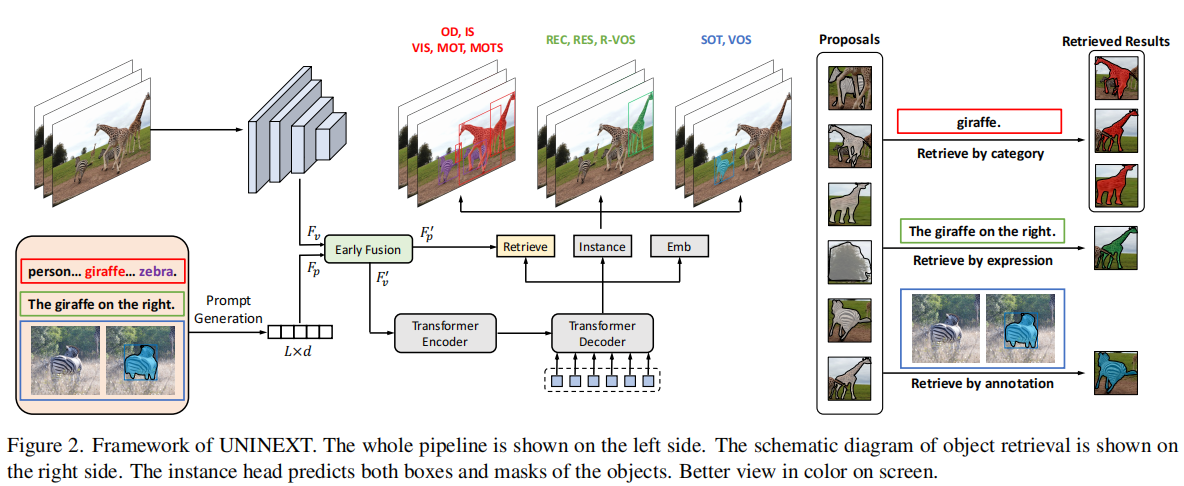 OD, IS
VIS, MOT, MOTS
REC, RES, R-VOS
SOT, VOS
F_v
F_p
Early Fusion
F'_p
F'_v
Retrieve
Instance
Emb
person... giraffe... zebra.
The giraffe on the right.
Prompt
Generation
L×d
Transformer
Encoder
Transformer
Decoder
Proposals
Retrieved Results
giraffe.
Retrieve by category
The giraffe on the right.
Retrieve by expression
Retrieve by annotation
Figure 2. Framework of UNINEXT. The whole pipeline is shown on the left side. The schematic diagram of object retrieval is shown on
the right side. The instance head predicts both boxes and masks of the objects. Better view in color on screen.